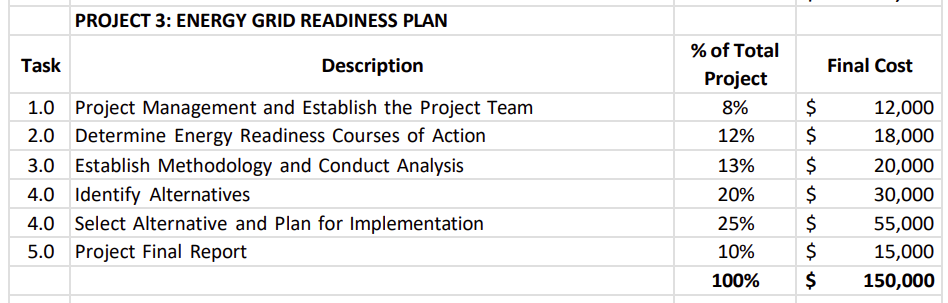 PROJECT 3: ENERGY GRID READINESS PLAN
Task Description % of Total Project Final Cost
1.0 Project Management and Establish the Project Team 8% $ 12,000
2.0 Determine Energy Readiness Courses of Action 12% $ 18,000
3.0 Establish Methodology and Conduct Analysis 13% $ 20,000
4.0 Identify Alternatives 20% $ 30,000
4.0 Select Alternative and Plan for Implementation 25% $ 55,000
5.0 Project Final Report 10% $ 15,000
100% $ 150,000